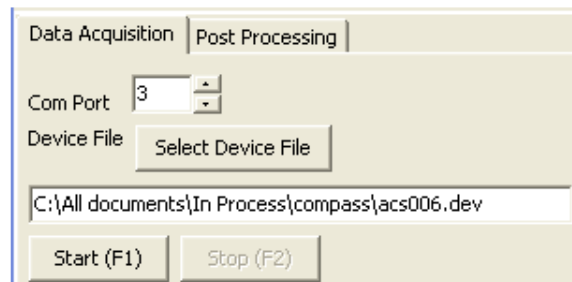 Data Acquisition Post Processing
Com Port 3
Device File Select Device File
C:\All documents\In Process\compass\acs006.dev
Start (F1) Stop (F2)